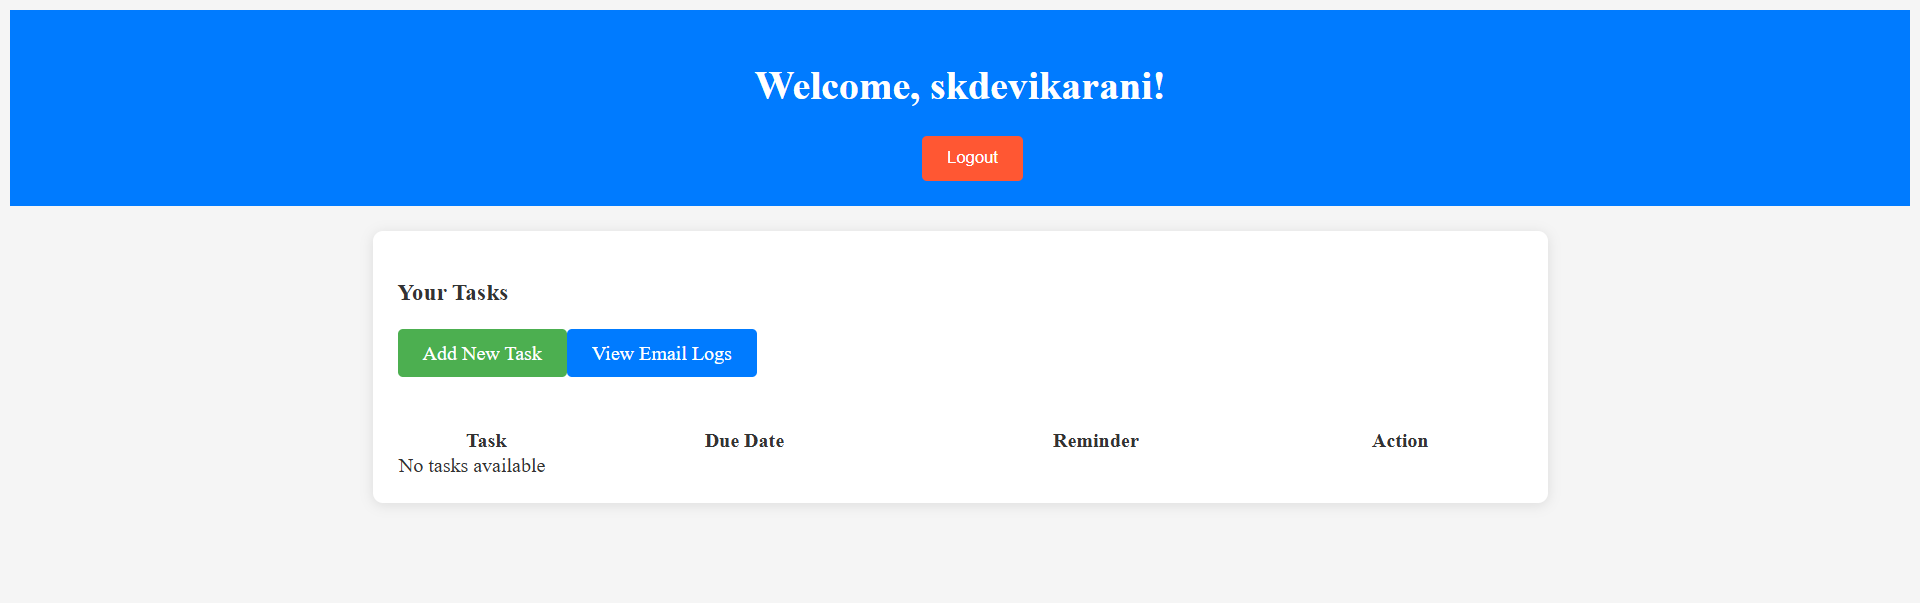 Welcome, skdevikarani!
Logout
Your Tasks
Add New Task View Email Logs
Task Due Date Reminder Action
No tasks available